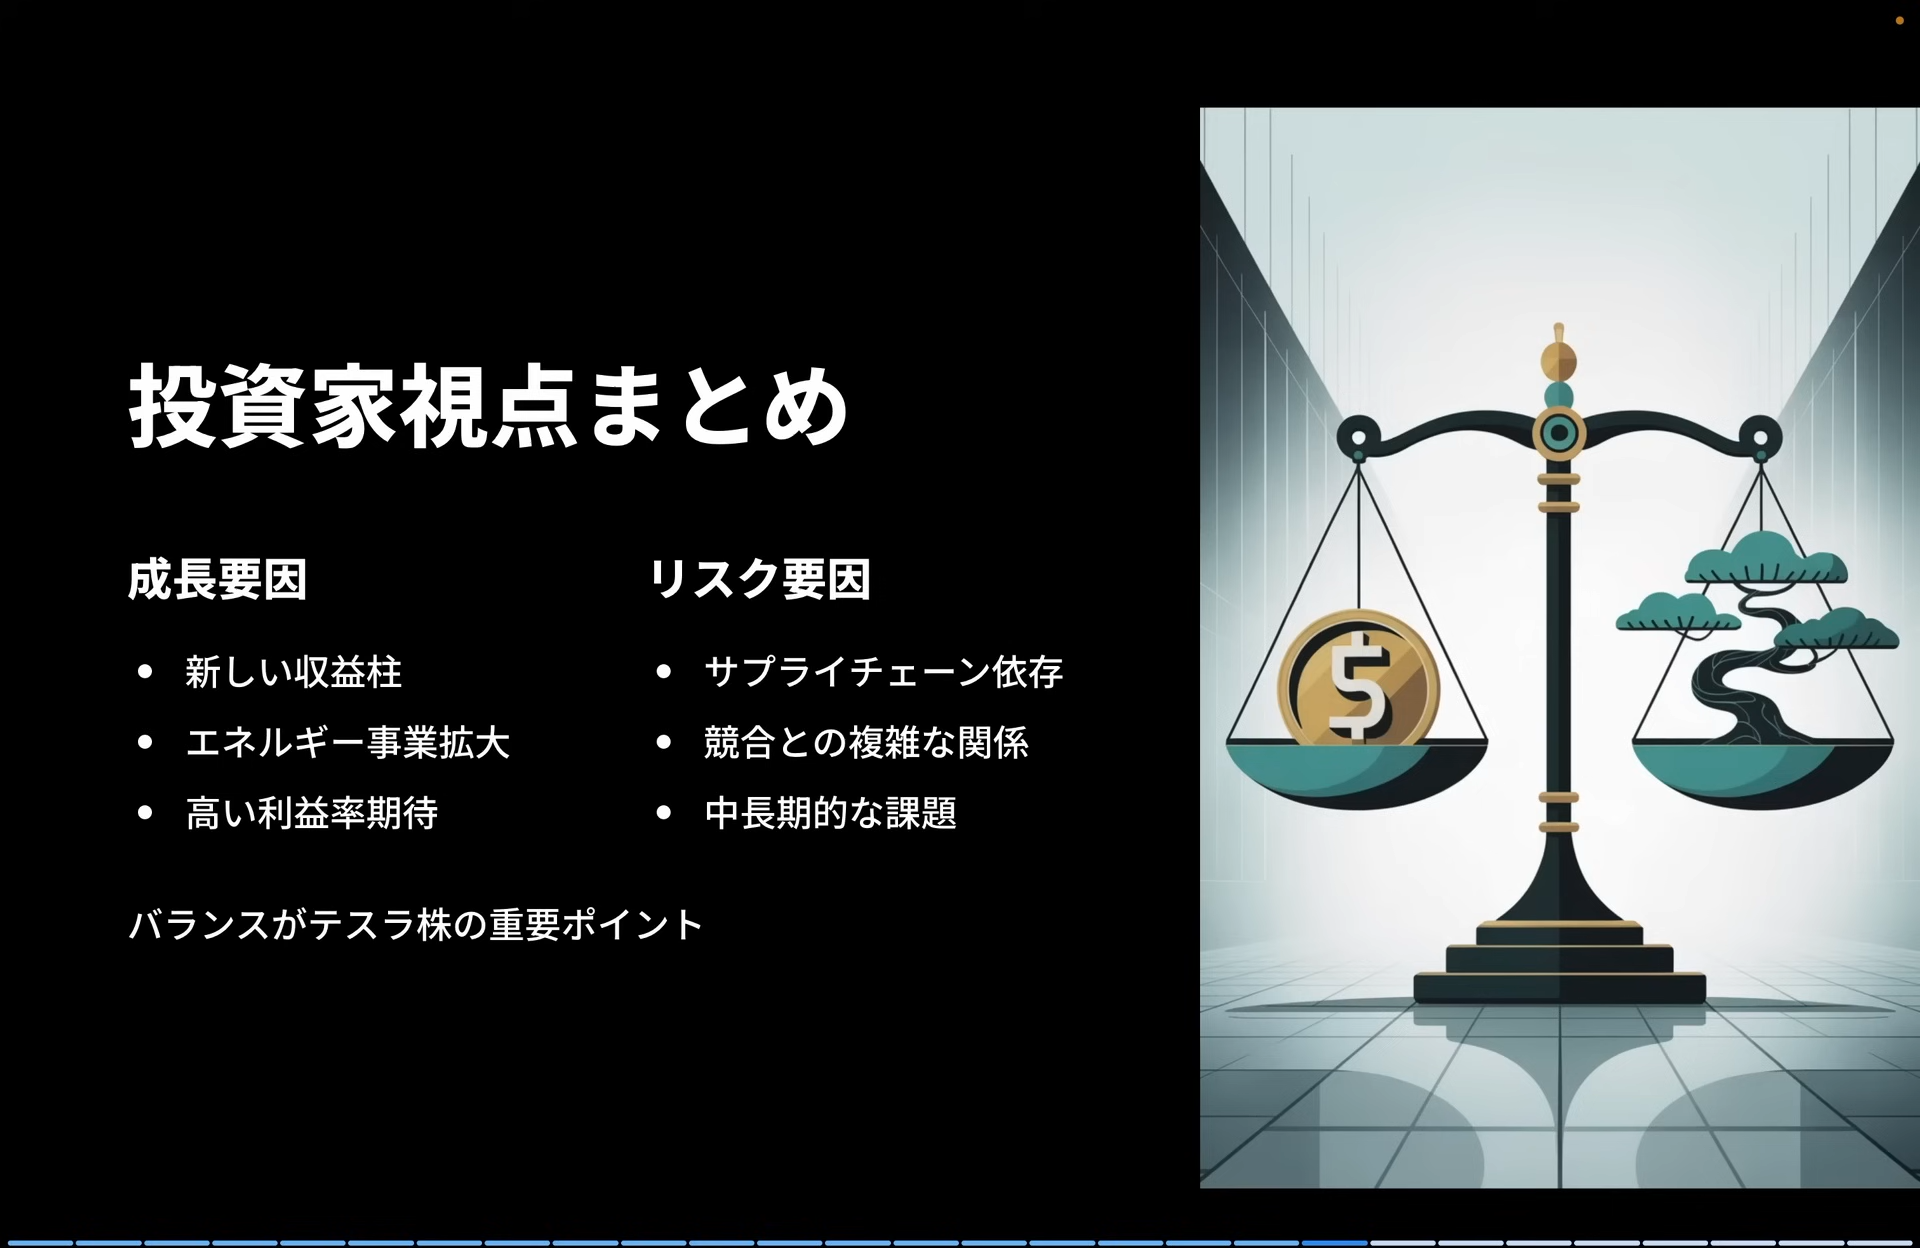 投資家視点まとめ
成長要因
• 新しい収益柱
• エネルギー事業拡大
• 高い利益率期待
リスク要因
• サプライチェーン依存
• 競合との複雑な関係
• 中長期的な課題
バランスがテスラ株の重要ポイント